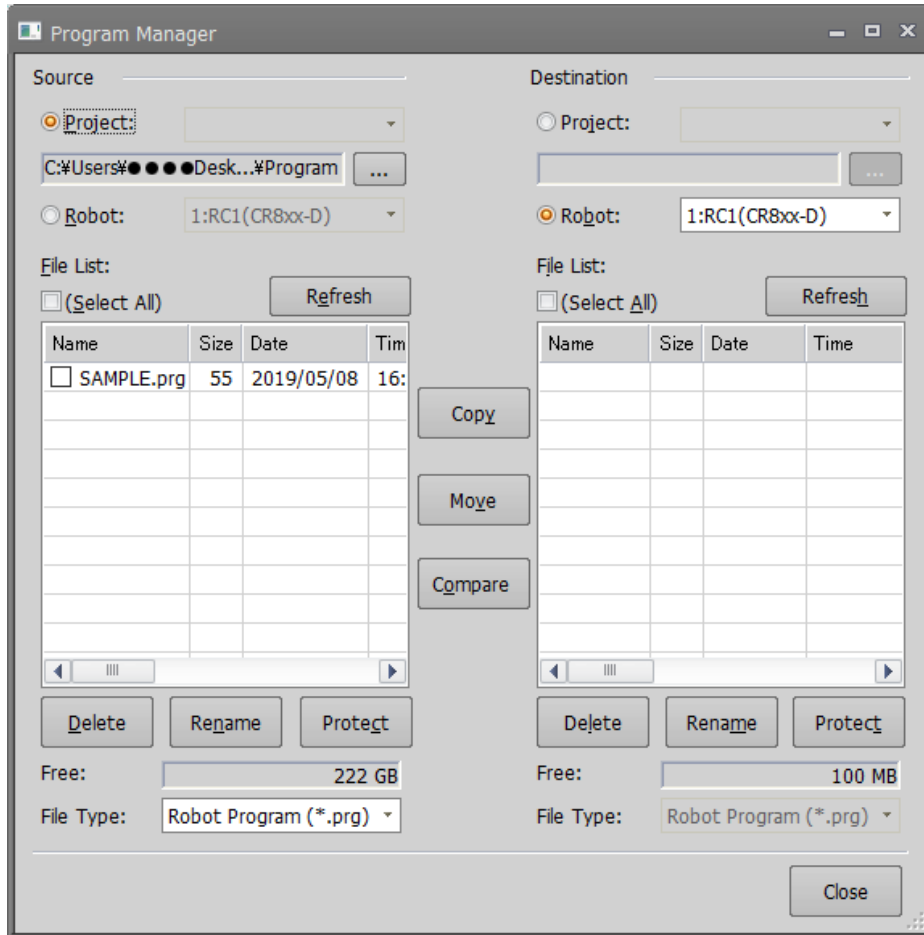 Program Manager
Source
Destination
Project:
Project:
C:¥Users¥●●●●Desk...¥Program
...
...
Robot:
1:RC1(CR8xx-D)
Robot:
1:RC1(CR8xx-D)
File List:
File List:
(Select All)
Refresh
(Select All)
Refresh
Name Size Date Tim
Name Size Date Time
SAMPLE.prg 55 2019/05/08 16:
Copy
Move
Compare
Delete
Rename
Protect
Delete
Rename
Protect
Free: 222 GB
Free: 100 MB
File Type: Robot Program (*.prg)
File Type: Robot Program (*.prg)
Close